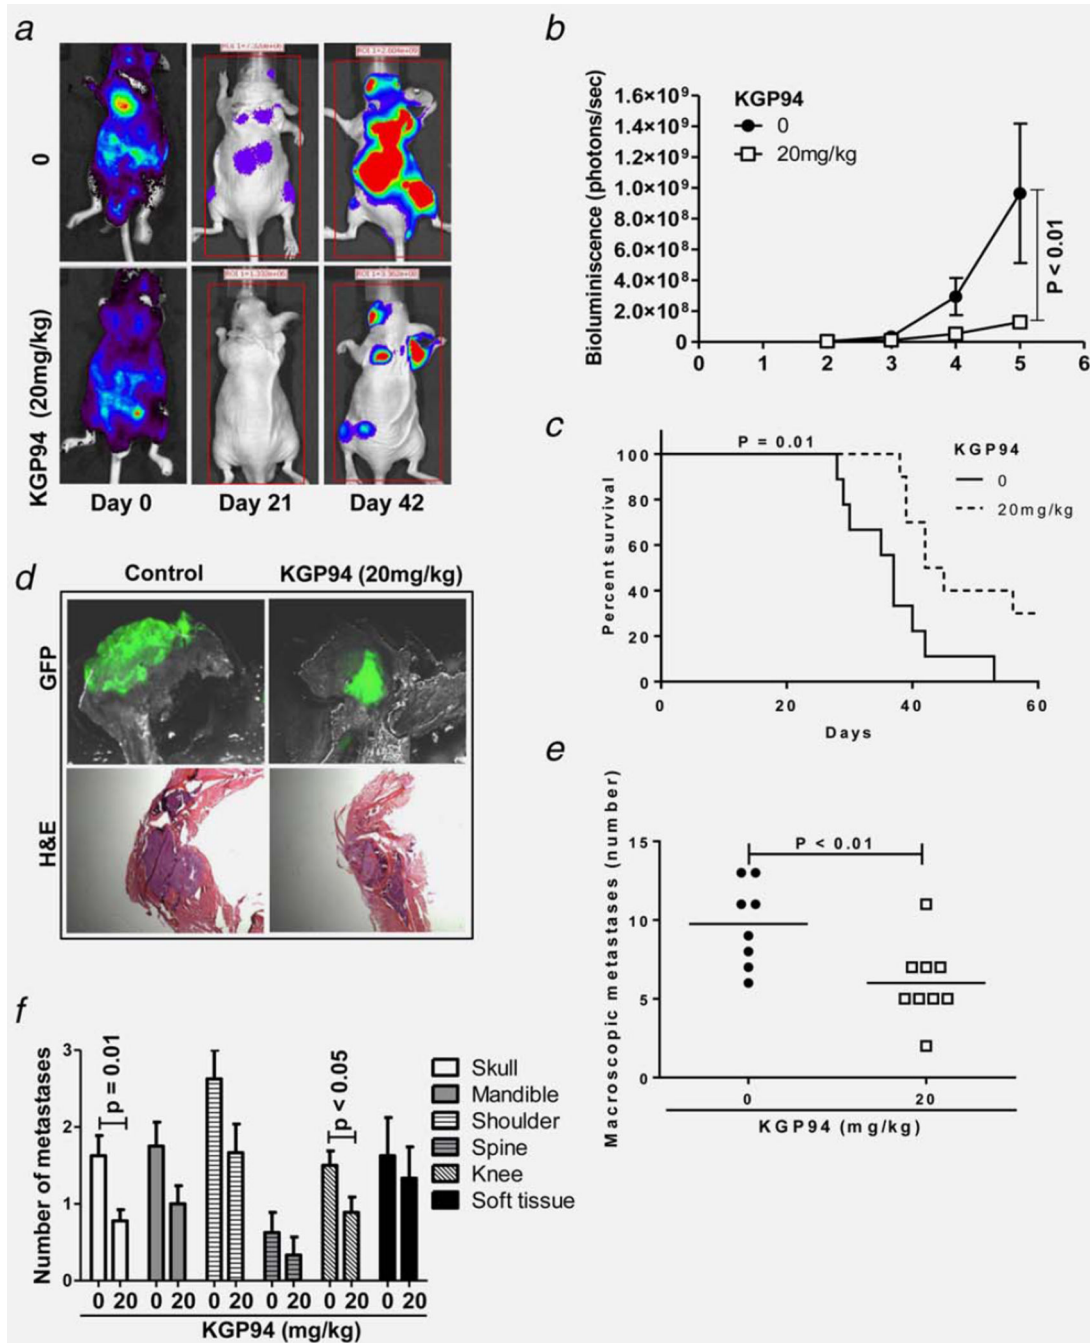 a
0
KGP94 (20mg/kg)
Day 0
Day 21
Day 42
b
Bioluminiscence (photons/sec)
1.6×10⁹
1.4×10⁹
1.2×10⁹
1.0×10⁹
8.0×10⁸
6.0×10⁸
4.0×10⁸
2.0×10⁸
0
0 1 2 3 4 5 6
KGP94
0
20mg/kg
P < 0.01
c
P = 0.01
KGP94
0
20mg/kg
Percent survival
100
80
60
40
20
0
0 20 40 60
Days
d
Control KGP94 (20mg/kg)
GFP
H&E
e
Macroscopic metastases (number)
15
10
5
0
P < 0.01
0 20
KGP94 (mg/kg)
f
Number of metastases
3
2
1
0
p = 0.01
p < 0.05
Skull
Mandible
Shoulder
Spine
Knee
Soft tissue
0 20 0 20 0 20 0 20 0 20 0 20
KGP94 (mg/kg)